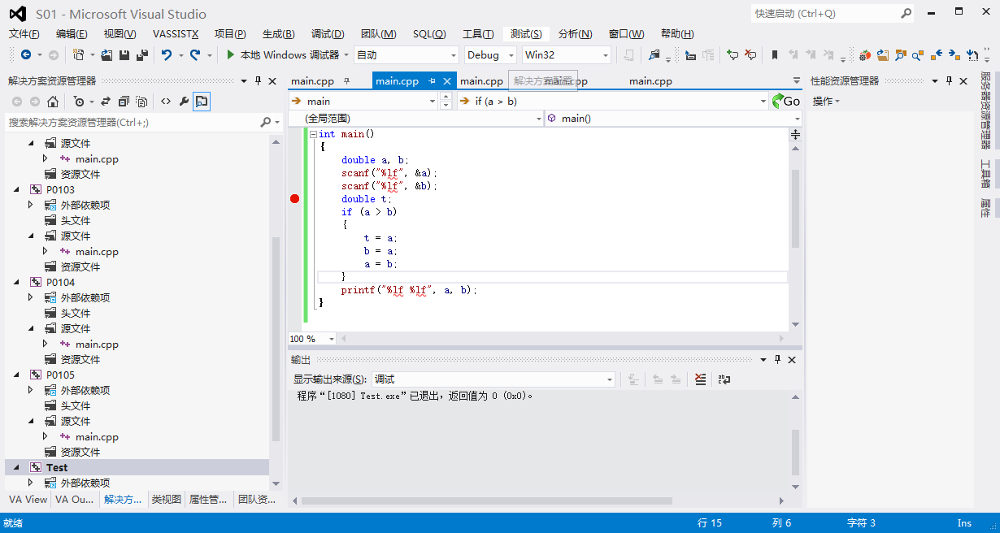 S01 - Microsoft Visual Studio
快速启动 (Ctrl+Q)
文件(F) 编辑(E) 视图(V) VASSISTX 项目(P) 生成(B) 调试(D) 团队(M) SQL(Q) 工具(T) 测试(S) 分析(N) 窗口(W) 帮助(H)
本地 Windows 调试器 自动 Debug Win32
解决方案资源管理器
搜索解决方案资源管理器(Ctrl+;)
源文件
main.cpp
资源文件
P0103
外部依赖项
头文件
源文件
main.cpp
资源文件
P0104
外部依赖项
头文件
源文件
main.cpp
资源文件
P0105
外部依赖项
头文件
源文件
main.cpp
资源文件
Test
外部依赖项
VA View VA Ou... 解决方... 类视图 属性管... 团队资...
main.cpp main.cpp main.cpp 解决方案配置 main.cpp main.cpp
main if (a > b) Go
(全局范围) main()
int main()
{
double a, b;
scanf("%lf", &a);
scanf("%lf", &b);
double t;
if (a > b)
{
t = a;
b = a;
a = b;
}
printf("%lf %lf", a, b);
}
100 %
输出
显示输出来源(S): 调试
程序“[1080] Test.exe”已退出，返回值为 0 (0x0)。
性能资源管理器
操作
服务器资源管理器
工具箱
属性
就绪 行 15 列 6 字符 3 Ins